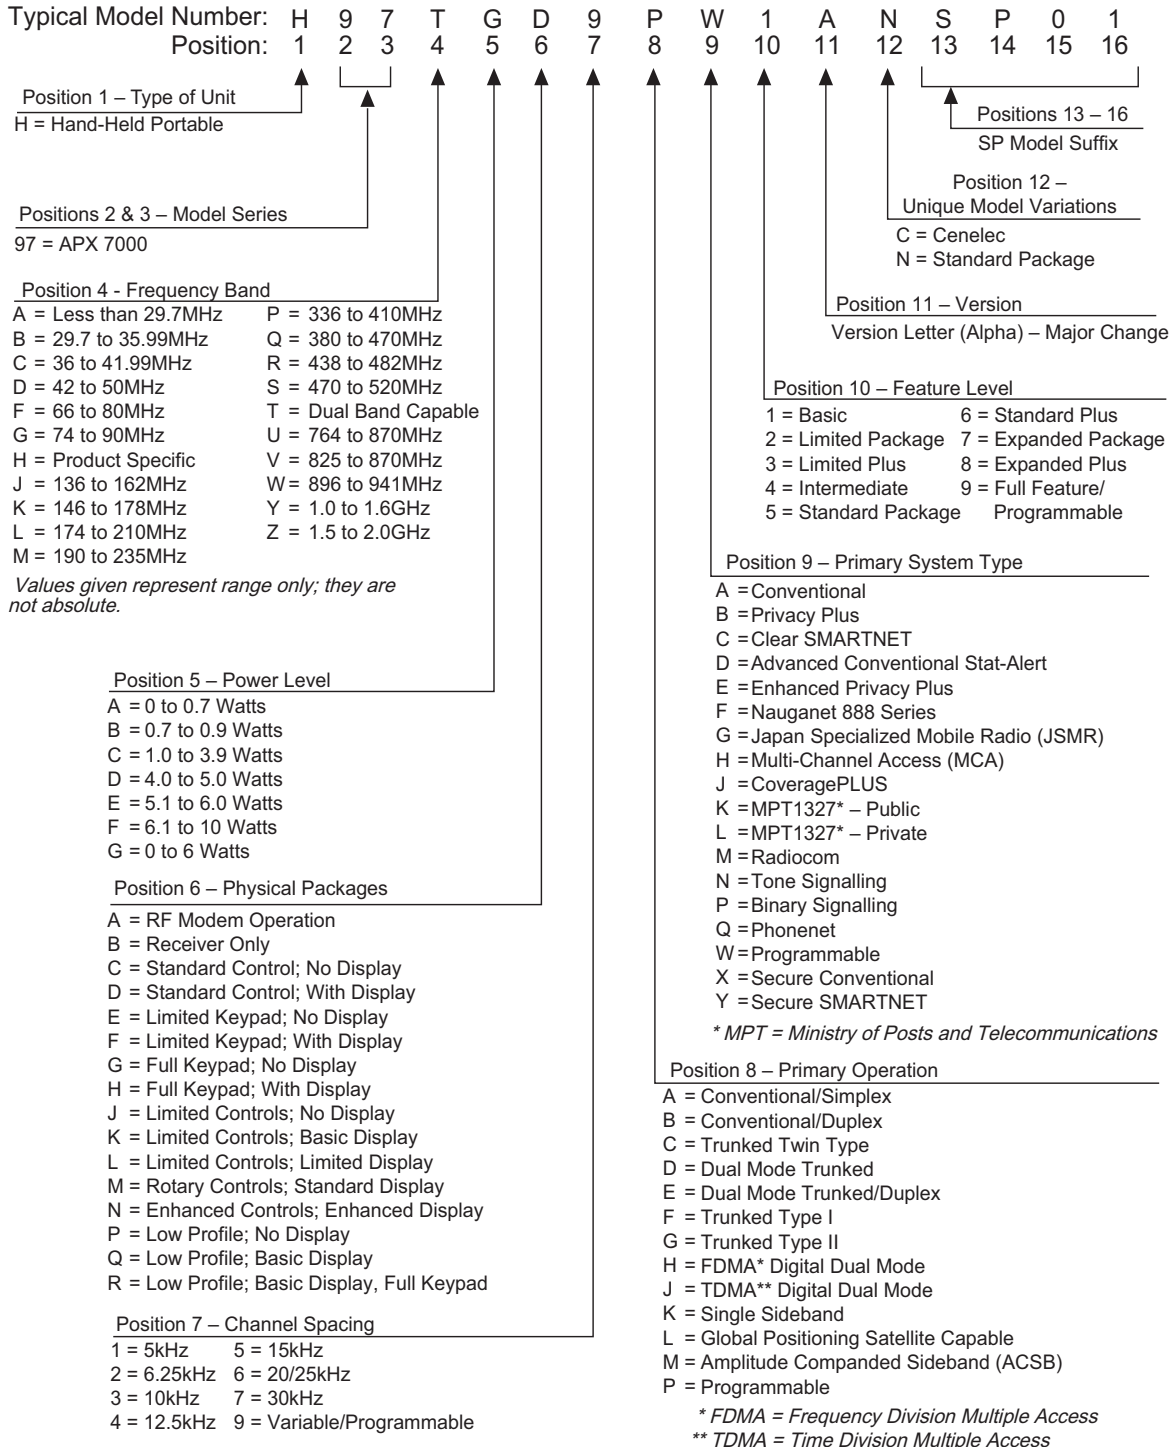 Typical Model Number: H 9 7 T G D 9 P W 1 A N S P 0 1
Position: 1 2 3 4 5 6 7 8 9 10 11 12 13 14 15 16
Position 1 – Type of Unit
H = Hand-Held Portable
Positions 13 – 16
SP Model Suffix
Positions 2 & 3 – Model Series
97 = APX 7000
Position 12 –
Unique Model Variations
C = Cenelec
N = Standard Package
Position 4 - Frequency Band
A = Less than 29.7MHz P = 336 to 410MHz
B = 29.7 to 35.99MHz Q = 380 to 470MHz
C = 36 to 41.99MHz R = 438 to 482MHz
D = 42 to 50MHz S = 470 to 520MHz
F = 66 to 80MHz T = Dual Band Capable
G = 74 to 90MHz U = 764 to 870MHz
H = Product Specific V = 825 to 870MHz
J = 136 to 162MHz W = 896 to 941MHz
K = 146 to 178MHz Y = 1.0 to 1.6GHz
L = 174 to 210MHz Z = 1.5 to 2.0GHz
M = 190 to 235MHz
Values given represent range only; they are
not absolute.
Position 11 – Version
Version Letter (Alpha) – Major Change
Position 10 – Feature Level
1 = Basic 6 = Standard Plus
2 = Limited Package 7 = Expanded Package
3 = Limited Plus 8 = Expanded Plus
4 = Intermediate 9 = Full Feature/
5 = Standard Package Programmable
Position 9 – Primary System Type
A = Conventional
B = Privacy Plus
C = Clear SMARTNET
D = Advanced Conventional Stat-Alert
E = Enhanced Privacy Plus
F = Nauganet 888 Series
G = Japan Specialized Mobile Radio (JSMR)
H = Multi-Channel Access (MCA)
J = CoveragePLUS
K = MPT1327* – Public
L = MPT1327* – Private
M = Radiocom
N = Tone Signalling
P = Binary Signalling
Q = Phonenet
W = Programmable
X = Secure Conventional
Y = Secure SMARTNET
* MPT = Ministry of Posts and Telecommunications
Position 5 – Power Level
A = 0 to 0.7 Watts
B = 0.7 to 0.9 Watts
C = 1.0 to 3.9 Watts
D = 4.0 to 5.0 Watts
E = 5.1 to 6.0 Watts
F = 6.1 to 10 Watts
G = 0 to 6 Watts
Position 6 – Physical Packages
A = RF Modem Operation
B = Receiver Only
C = Standard Control; No Display
D = Standard Control; With Display
E = Limited Keypad; No Display
F = Limited Keypad; With Display
G = Full Keypad; No Display
H = Full Keypad; With Display
J = Limited Controls; No Display
K = Limited Controls; Basic Display
L = Limited Controls; Limited Display
M = Rotary Controls; Standard Display
N = Enhanced Controls; Enhanced Display
P = Low Profile; No Display
Q = Low Profile; Basic Display
R = Low Profile; Basic Display, Full Keypad
Position 7 – Channel Spacing
1 = 5kHz 5 = 15kHz
2 = 6.25kHz 6 = 20/25kHz
3 = 10kHz 7 = 30kHz
4 = 12.5kHz 9 = Variable/Programmable
Position 8 – Primary Operation
A = Conventional/Simplex
B = Conventional/Duplex
C = Trunked Twin Type
D = Dual Mode Trunked
E = Dual Mode Trunked/Duplex
F = Trunked Type I
G = Trunked Type II
H = FDMA* Digital Dual Mode
J = TDMA** Digital Dual Mode
K = Single Sideband
L = Global Positioning Satellite Capable
M = Amplitude Companded Sideband (ACSB)
P = Programmable
* FDMA = Frequency Division Multiple Access
** TDMA = Time Division Multiple Access